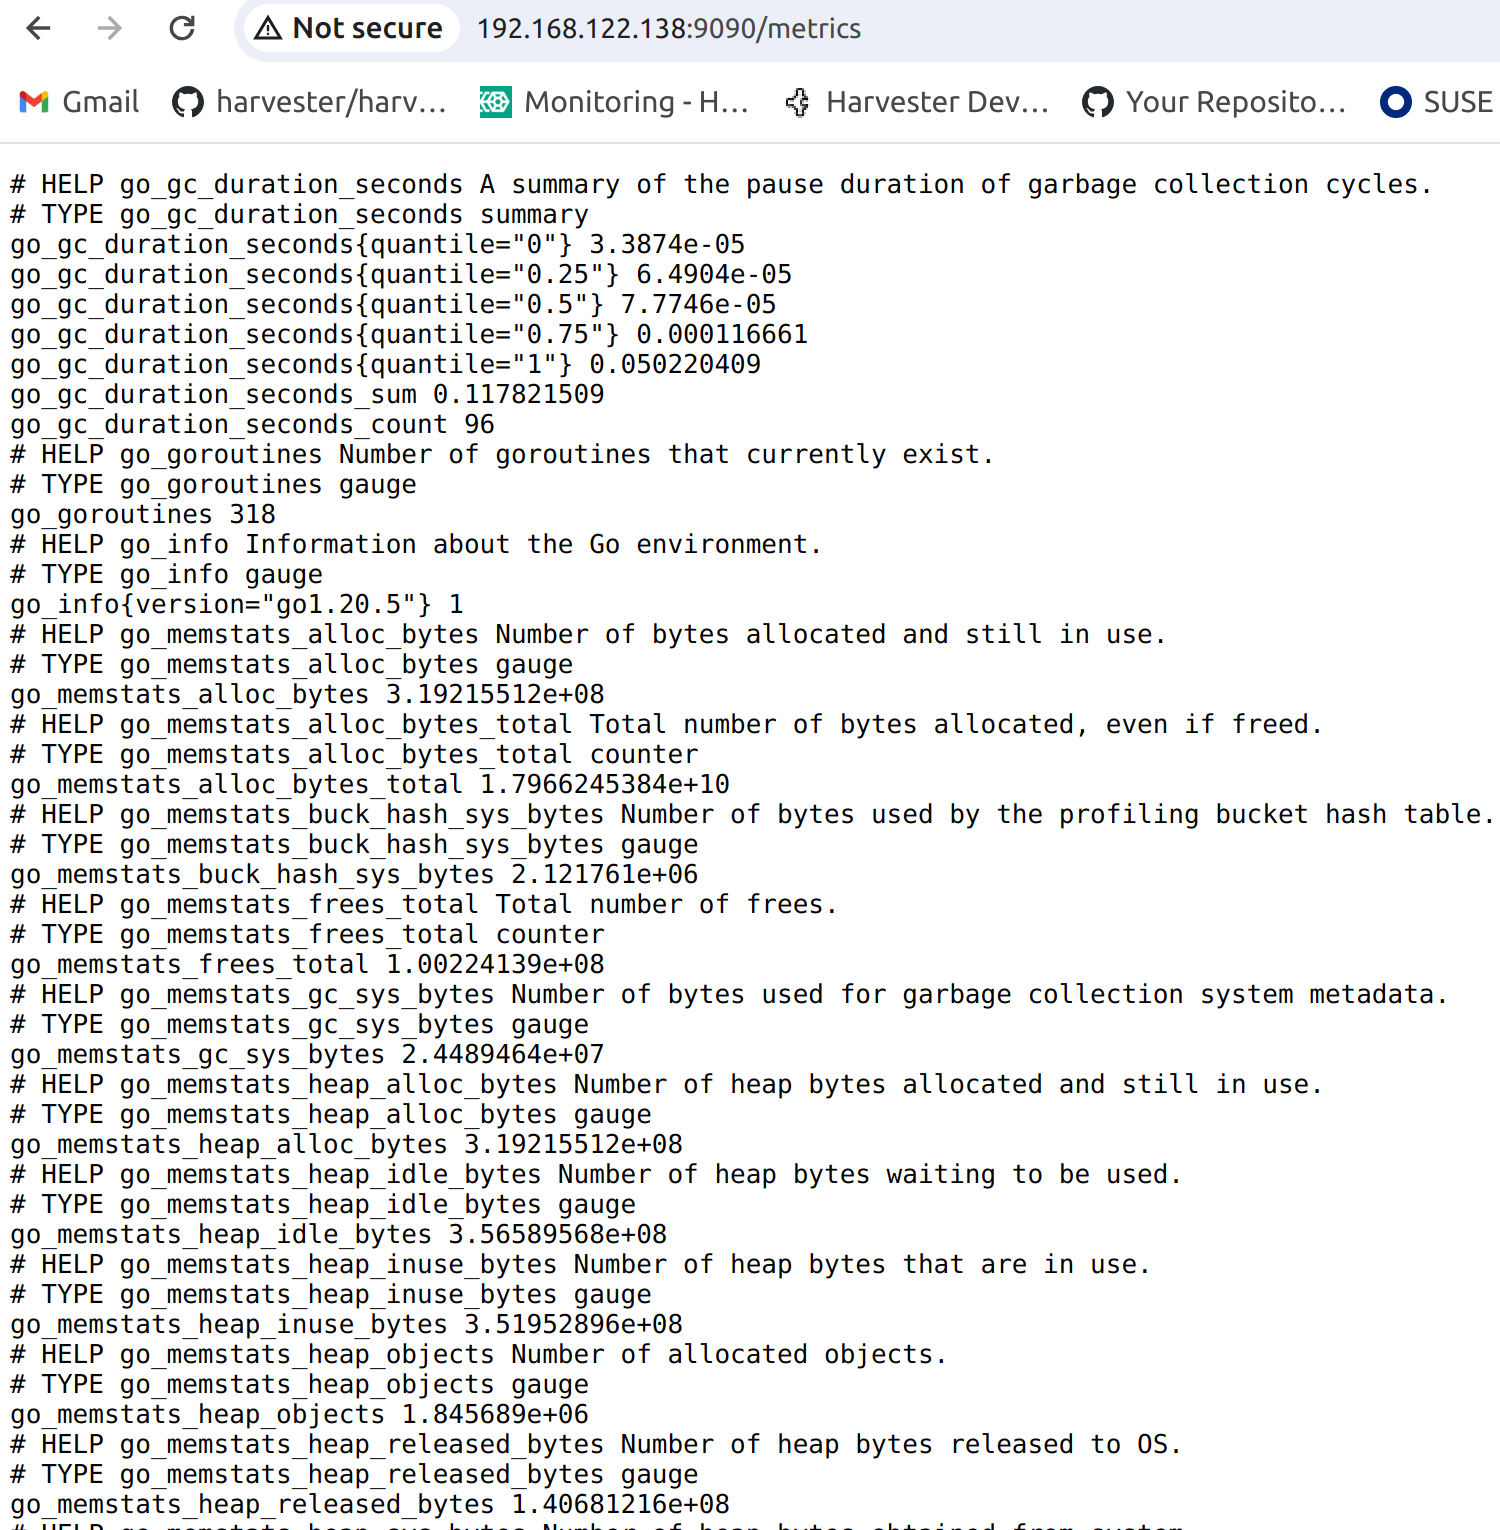 Not secure 192.168.122.138:9090/metrics
Gmail harvester/harv... Monitoring - H... Harvester Dev... Your Reposito... SUSE
# HELP go_gc_duration_seconds A summary of the pause duration of garbage collection cycles.
# TYPE go_gc_duration_seconds summary
go_gc_duration_seconds{quantile="0"} 3.3874e-05
go_gc_duration_seconds{quantile="0.25"} 6.4904e-05
go_gc_duration_seconds{quantile="0.5"} 7.7746e-05
go_gc_duration_seconds{quantile="0.75"} 0.000116661
go_gc_duration_seconds{quantile="1"} 0.050220409
go_gc_duration_seconds_sum 0.117821509
go_gc_duration_seconds_count 96
# HELP go_goroutines Number of goroutines that currently exist.
# TYPE go_goroutines gauge
go_goroutines 318
# HELP go_info Information about the Go environment.
# TYPE go_info gauge
go_info{version="go1.20.5"} 1
# HELP go_memstats_alloc_bytes Number of bytes allocated and still in use.
# TYPE go_memstats_alloc_bytes gauge
go_memstats_alloc_bytes 3.19215512e+08
# HELP go_memstats_alloc_bytes_total Total number of bytes allocated, even if freed.
# TYPE go_memstats_alloc_bytes_total counter
go_memstats_alloc_bytes_total 1.7966245384e+10
# HELP go_memstats_buck_hash_sys_bytes Number of bytes used by the profiling bucket hash table.
# TYPE go_memstats_buck_hash_sys_bytes gauge
go_memstats_buck_hash_sys_bytes 2.121761e+06
# HELP go_memstats_frees_total Total number of frees.
# TYPE go_memstats_frees_total counter
go_memstats_frees_total 1.00224139e+08
# HELP go_memstats_gc_sys_bytes Number of bytes used for garbage collection system metadata.
# TYPE go_memstats_gc_sys_bytes gauge
go_memstats_gc_sys_bytes 2.4489464e+07
# HELP go_memstats_heap_alloc_bytes Number of heap bytes allocated and still in use.
# TYPE go_memstats_heap_alloc_bytes gauge
go_memstats_heap_alloc_bytes 3.19215512e+08
# HELP go_memstats_heap_idle_bytes Number of heap bytes waiting to be used.
# TYPE go_memstats_heap_idle_bytes gauge
go_memstats_heap_idle_bytes 3.56589568e+08
# HELP go_memstats_heap_inuse_bytes Number of heap bytes that are in use.
# TYPE go_memstats_heap_inuse_bytes gauge
go_memstats_heap_inuse_bytes 3.51952896e+08
# HELP go_memstats_heap_objects Number of allocated objects.
# TYPE go_memstats_heap_objects gauge
go_memstats_heap_objects 1.845689e+06
# HELP go_memstats_heap_released_bytes Number of heap bytes released to OS.
# TYPE go_memstats_heap_released_bytes gauge
go_memstats_heap_released_bytes 1.40681216e+08